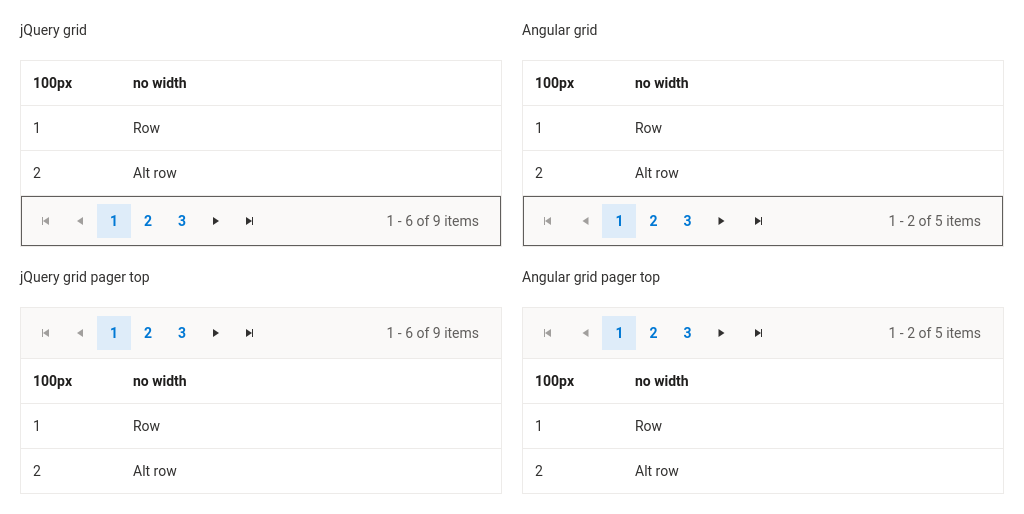 jQuery grid
100px no width
1 Row
2 Alt row
1 2 3 1 - 6 of 9 items
Angular grid
100px no width
1 Row
2 Alt row
1 2 3 1 - 2 of 5 items
jQuery grid pager top
1 2 3 1 - 6 of 9 items
100px no width
1 Row
2 Alt row
Angular grid pager top
1 2 3 1 - 2 of 5 items
100px no width
1 Row
2 Alt row